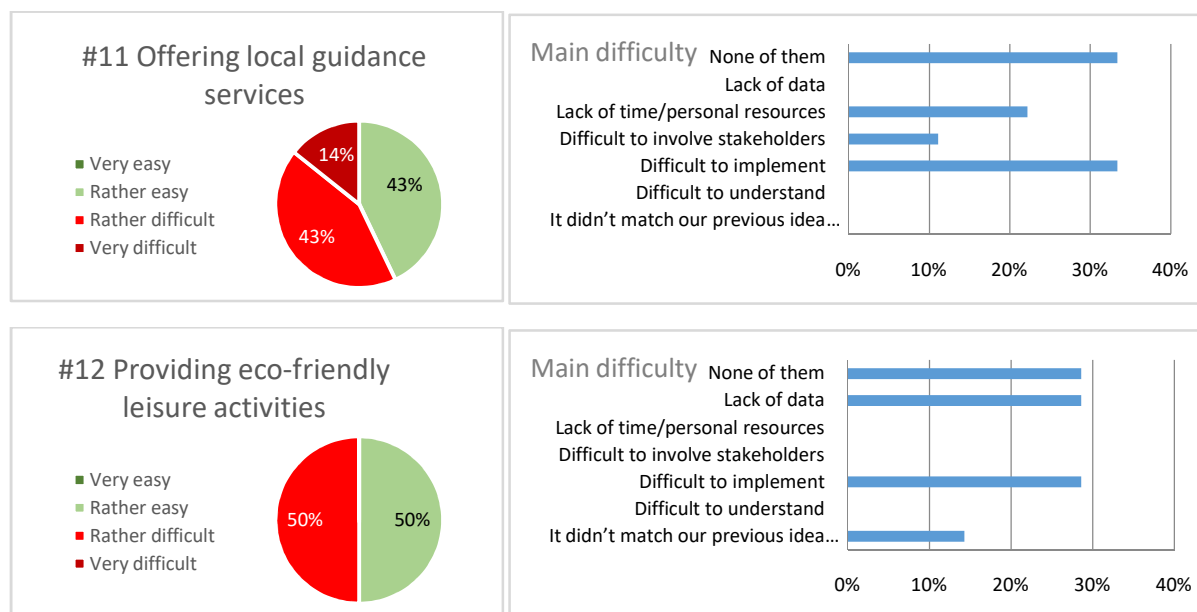 #11 Offering local guidance
services
Very easy
Rather easy
Rather difficult
Very difficult
14%
43%
43%
Main difficulty
None of them
Lack of data
Lack of time/personal resources
Difficult to involve stakeholders
Difficult to implement
Difficult to understand
It didn’t match our previous idea...
0% 10% 20% 30% 40%
#12 Providing eco-friendly
leisure activities
Very easy
Rather easy
Rather difficult
Very difficult
50% 50%
Main difficulty
None of them
Lack of data
Lack of time/personal resources
Difficult to involve stakeholders
Difficult to implement
Difficult to understand
It didn’t match our previous idea...
0% 10% 20% 30% 40%